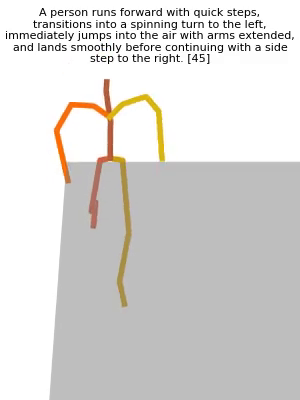 A person runs forward with quick steps,
transitions into a spinning turn to the left,
immediately jumps into the air with arms extended,
and lands smoothly before continuing with a side
step to the right. [45]